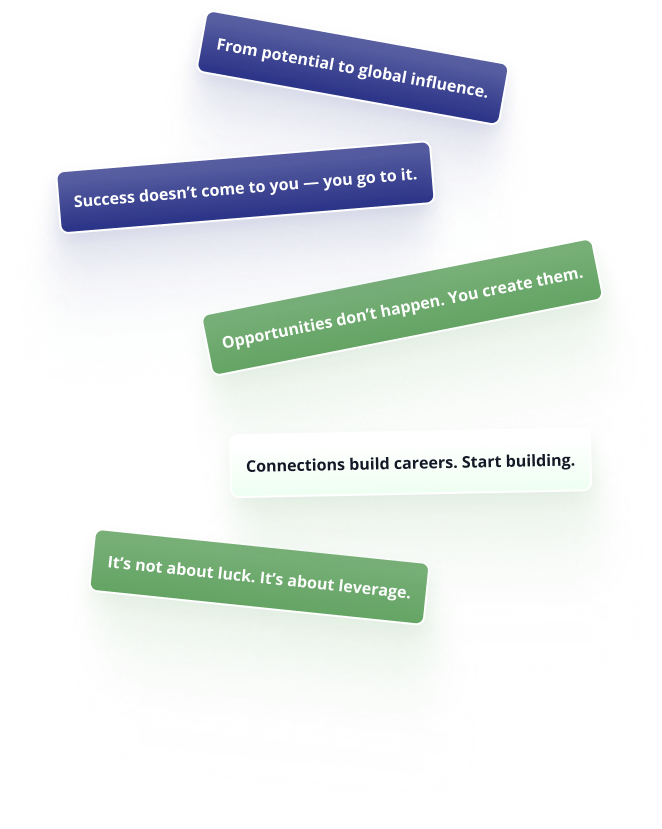 From potential to global influence.
Success doesn’t come to you — you go to it.
Opportunities don’t happen. You create them.
Connections build careers. Start building.
It’s not about luck. It’s about leverage.